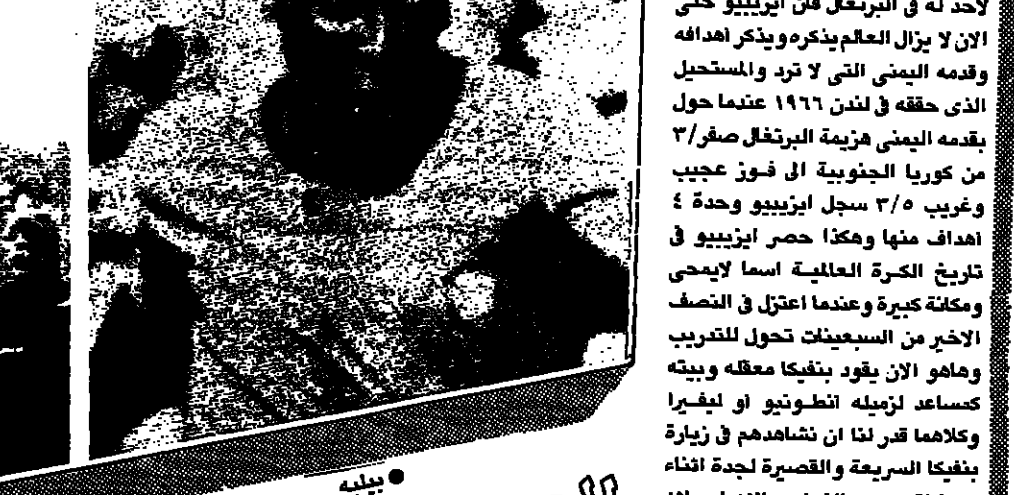 لاحد له في البرتغال فان ايزيبيو حتى
الان لا يزال العالم يذكره ويذكر اهدافه
وقدمه اليمنى التى لا ترد والمستحيل
الذى حققه في لندن ١٩٦٦ عندما حول
بقدمه اليمنى هزيمة البرتغال صفر/٣
من كوريا الجنوبية الى فوز عجيب
وغريب ٣/٥ سجل ايزيبيو وحدة ٤
اهداف منها وهكذا حصر ايزيبيو في
تاريخ الكرة العالمية اسما لايمحى
ومكانة كبيرة وعندما اعتزل في النصف
الاخير من السبعينات تحول للتدريب
وهاهو الان يقود بنفيكا معقله وبيته
كمساعد لزميله انطونيو او ليفيرا
وكلاهما قدر لنا ان نشاهدهم في زيارة
بنفيكا السريعة والقصيرة لجدة اثناء
● بيليه